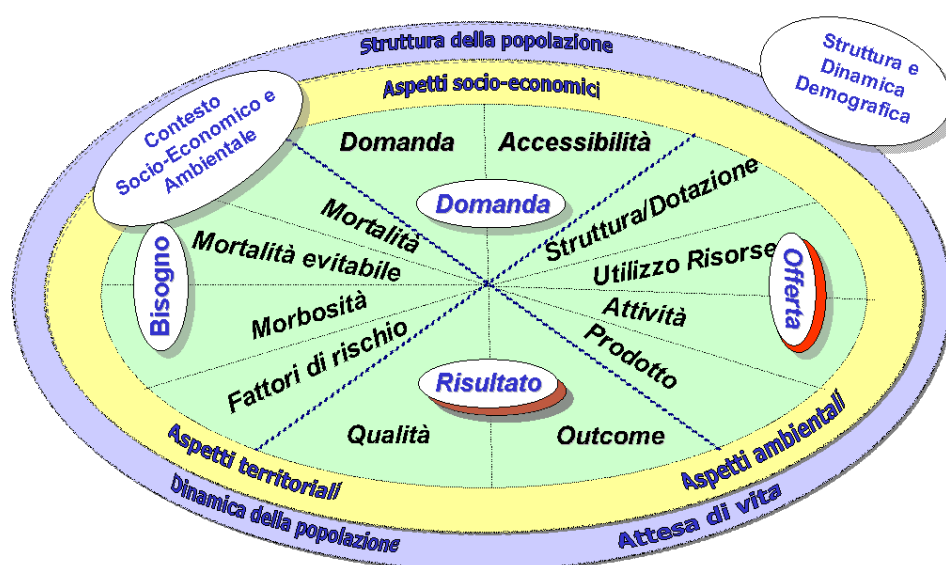 Struttura della popolazione
Struttura e
Dinamica
Demografica
Aspetti socio-economici
Contesto
Socio-Economico e
Ambientale
Domanda
Accessibilità
Domanda
Mortalità
Struttura/Dotazione
Mortalità evitabile
Utilizzo Risorse
Bisogno
Offerta
Morbosità
Attività
Fattori di rischio
Prodotto
Risultato
Qualità
Outcome
Aspetti territoriali
Aspetti ambientali
Dinamica della popolazione
Attesa di vita